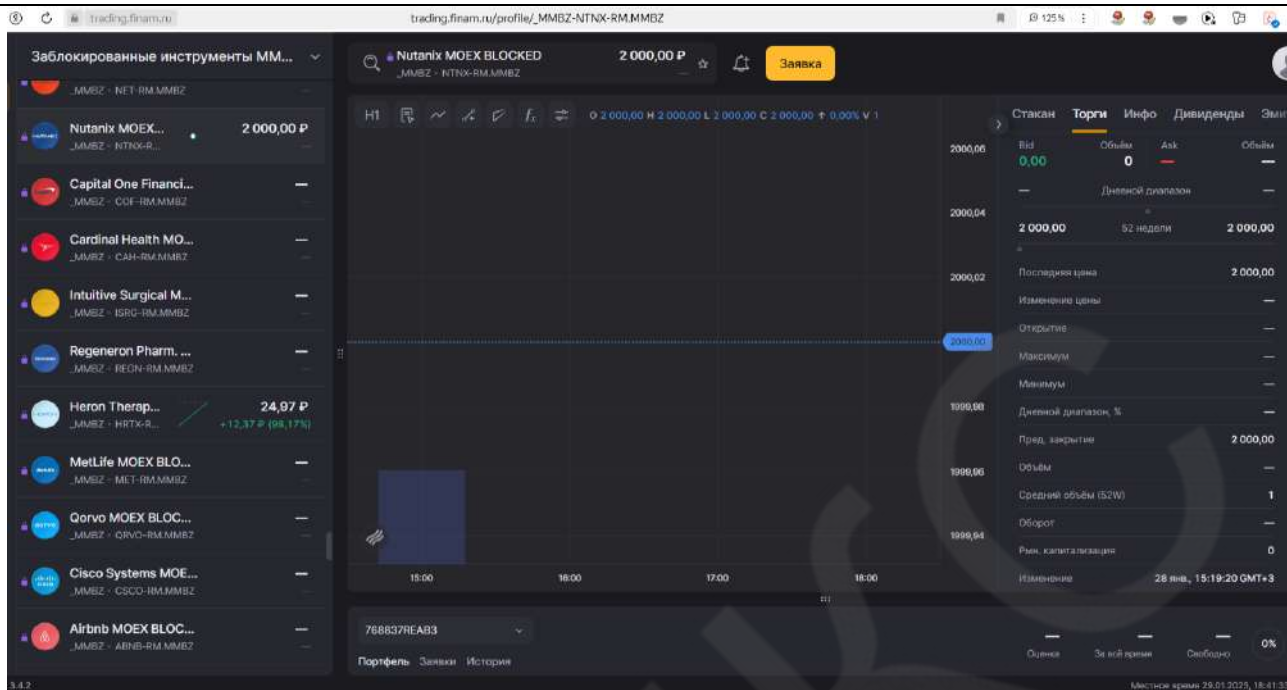 trading.finam.ru
trading.finam.ru/profile/_MMBZ-NTNX-RM.MMBZ
125 %
Заблокированные инструменты ММ...
_MMBZ · NET-RM.MMBZ
Nutanix MOEX...
2 000,00 ₽
_MMBZ · NTNX-R...
Capital One Financi...
—
_MMBZ · COF-RM.MMBZ
Cardinal Health MO...
—
_MMBZ · CAH-RM.MMBZ
Intuitive Surgical M...
—
_MMBZ · ISRG-RM.MMBZ
Regeneron Pharm. ...
—
_MMBZ · REGN-RM.MMBZ
Heron Therap...
24,97 ₽
_MMBZ · HRTX-R...
+12,37 ₽ (98,17%)
MetLife MOEX BLO...
—
_MMBZ · MET-RM.MMBZ
Qorvo MOEX BLOC...
—
_MMBZ · QRVO-RM.MMBZ
Cisco Systems MOE...
—
_MMBZ · CSCO-RM.MMBZ
Airbnb MOEX BLOC...
—
_MMBZ · ABNB-RM.MMBZ
3.4.2
Nutanix MOEX BLOCKED
2 000,00 ₽
_MMBZ · NTNX-RM.MMBZ
Заявка
H1
O 2 000,00 H 2 000,00 L 2 000,00 C 2 000,00 ↑ 0,00% V 1
2000,06
2000,04
2000,02
2000,00
1999,98
1999,96
1999,94
15:00 16:00 17:00 18:00
768837REAB3
Портфель Заявки История
Стакан Торги Инфо Дивиденды Эми
Bid Объём Ask Объём
0,00 0 — —
— Дневной диапазон —
2 000,00 52 недели 2 000,00
Последняя цена 2 000,00
Изменение цены —
Открытие —
Максимум —
Минимум —
Дневной диапазон, % —
Пред. закрытие 2 000,00
Объём —
Средний объём (52W) 1
Оборот —
Рын. капитализация 0
Изменение 28 янв., 15:19:20 GMT+3
— — — 0%
Оценка За всё время Свободно
Местное время 29.01.2025, 18:41:3